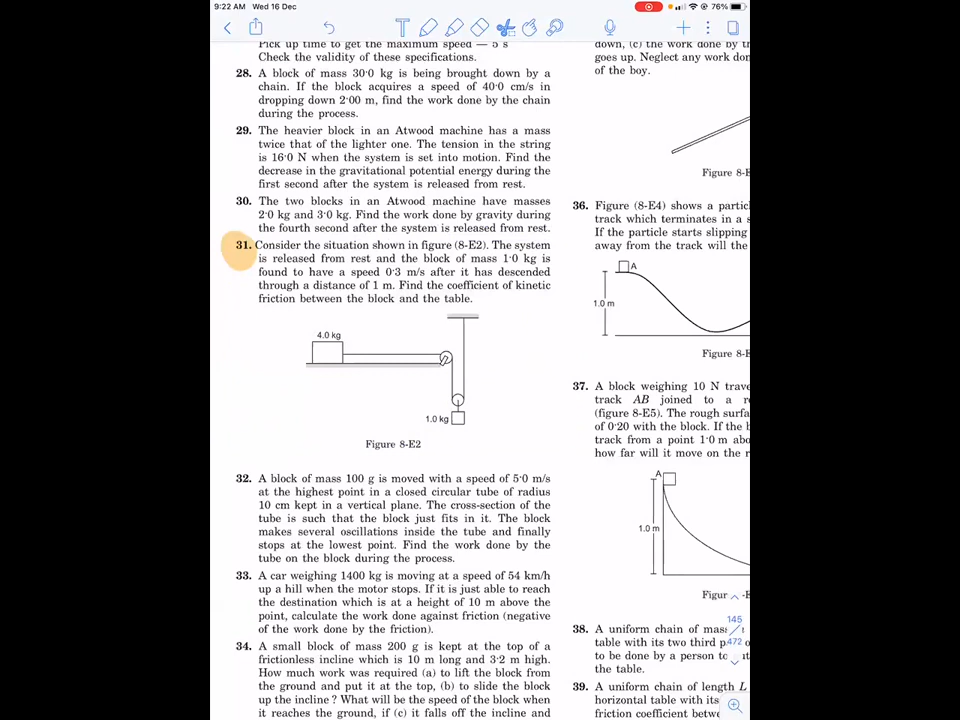 9:22 AM Wed 16 Dec
76%
Pick up time to get the maximum speed — 5 s
Check the validity of these specifications.
28. A block of mass 30·0 kg is being brought down by a
chain. If the block acquires a speed of 40·0 cm/s in
dropping down 2·00 m, find the work done by the chain
during the process.
29. The heavier block in an Atwood machine has a mass
twice that of the lighter one. The tension in the string
is 16·0 N when the system is set into motion. Find the
decrease in the gravitational potential energy during the
first second after the system is released from rest.
30. The two blocks in an Atwood machine have masses
2·0 kg and 3·0 kg. Find the work done by gravity during
the fourth second after the system is released from rest.
31. Consider the situation shown in figure (8-E2). The system
is released from rest and the block of mass 1·0 kg is
found to have a speed 0·3 m/s after it has descended
through a distance of 1 m. Find the coefficient of kinetic
friction between the block and the table.
4.0 kg
1.0 kg
Figure 8-E2
32. A block of mass 100 g is moved with a speed of 5·0 m/s
at the highest point in a closed circular tube of radius
10 cm kept in a vertical plane. The cross-section of the
tube is such that the block just fits in it. The block
makes several oscillations inside the tube and finally
stops at the lowest point. Find the work done by the
tube on the block during the process.
33. A car weighing 1400 kg is moving at a speed of 54 km/h
up a hill when the motor stops. If it is just able to reach
the destination which is at a height of 10 m above the
point, calculate the work done against friction (negative
of the work done by the friction).
34. A small block of mass 200 g is kept at the top of a
frictionless incline which is 10 m long and 3·2 m high.
How much work was required (a) to lift the block from
the ground and put it at the top, (b) to slide the block
up the incline ? What will be the speed of the block when
it reaches the ground, if (c) it falls off the incline and
down, (c) the work done by
goes up. Neglect any work
of the boy.
Figure 8-E
36. Figure (8-E4) shows a
track which terminates in a
If the particle starts slipping
away from the track will the
A
1.0 m
Figure 8-E
37. A block weighing 10 N
track AB joined to a
(figure 8-E5). The rough
of 0·20 with the block. If the
track from a point 1·0 m
how far will it move on the
A
1.0 m
Figur
145
472
38. A uniform chain of
table with its two third
to be done by a person
the table.
39. A uniform chain of length L
horizontal table with its
friction coefficient